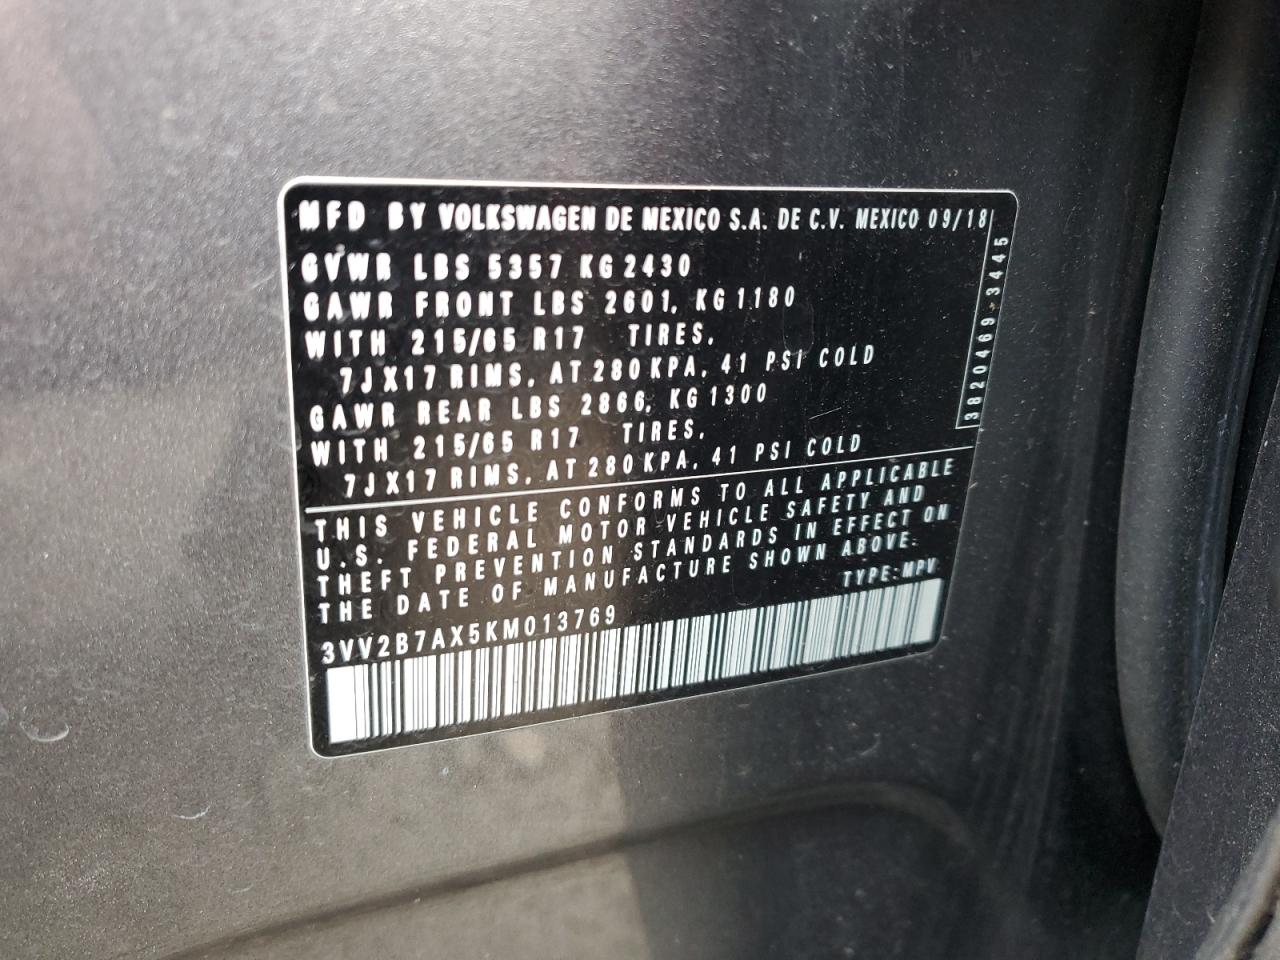 MFD BY VOLKSWAGEN DE MEXICO S.A. DE C.V. MEXICO 09/18
GVWR LBS 5357 KG 2430
GAWR FRONT LBS 2601, KG 1180
WITH 215/65 R17 TIRES,
7JX17 RIMS, AT 280 KPA, 41 PSI COLD
GAWR REAR LBS 2866, KG 1300
WITH 215/65 R17 TIRES,
7JX17 RIMS, AT 280 KPA, 41 PSI COLD
3820469-3445
THIS VEHICLE CONFORMS TO ALL APPLICABLE
U.S. FEDERAL MOTOR VEHICLE SAFETY AND
THEFT PREVENTION STANDARDS IN EFFECT ON
THE DATE OF MANUFACTURE SHOWN ABOVE.
TYPE:MPV
3VV2B7AX5KM013769